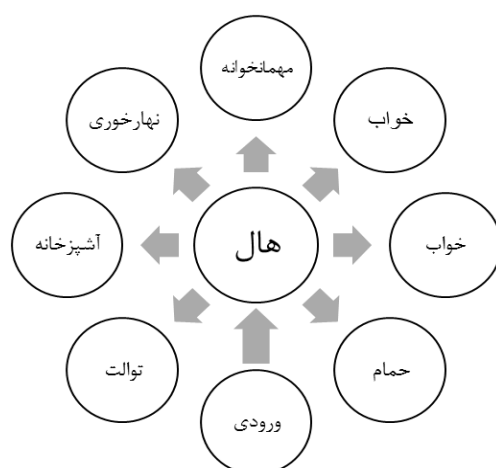 مهمانخوانه
خواب
نهارخوری
خواب
هال
آشپزخانه
حمام
توالت
ورودی